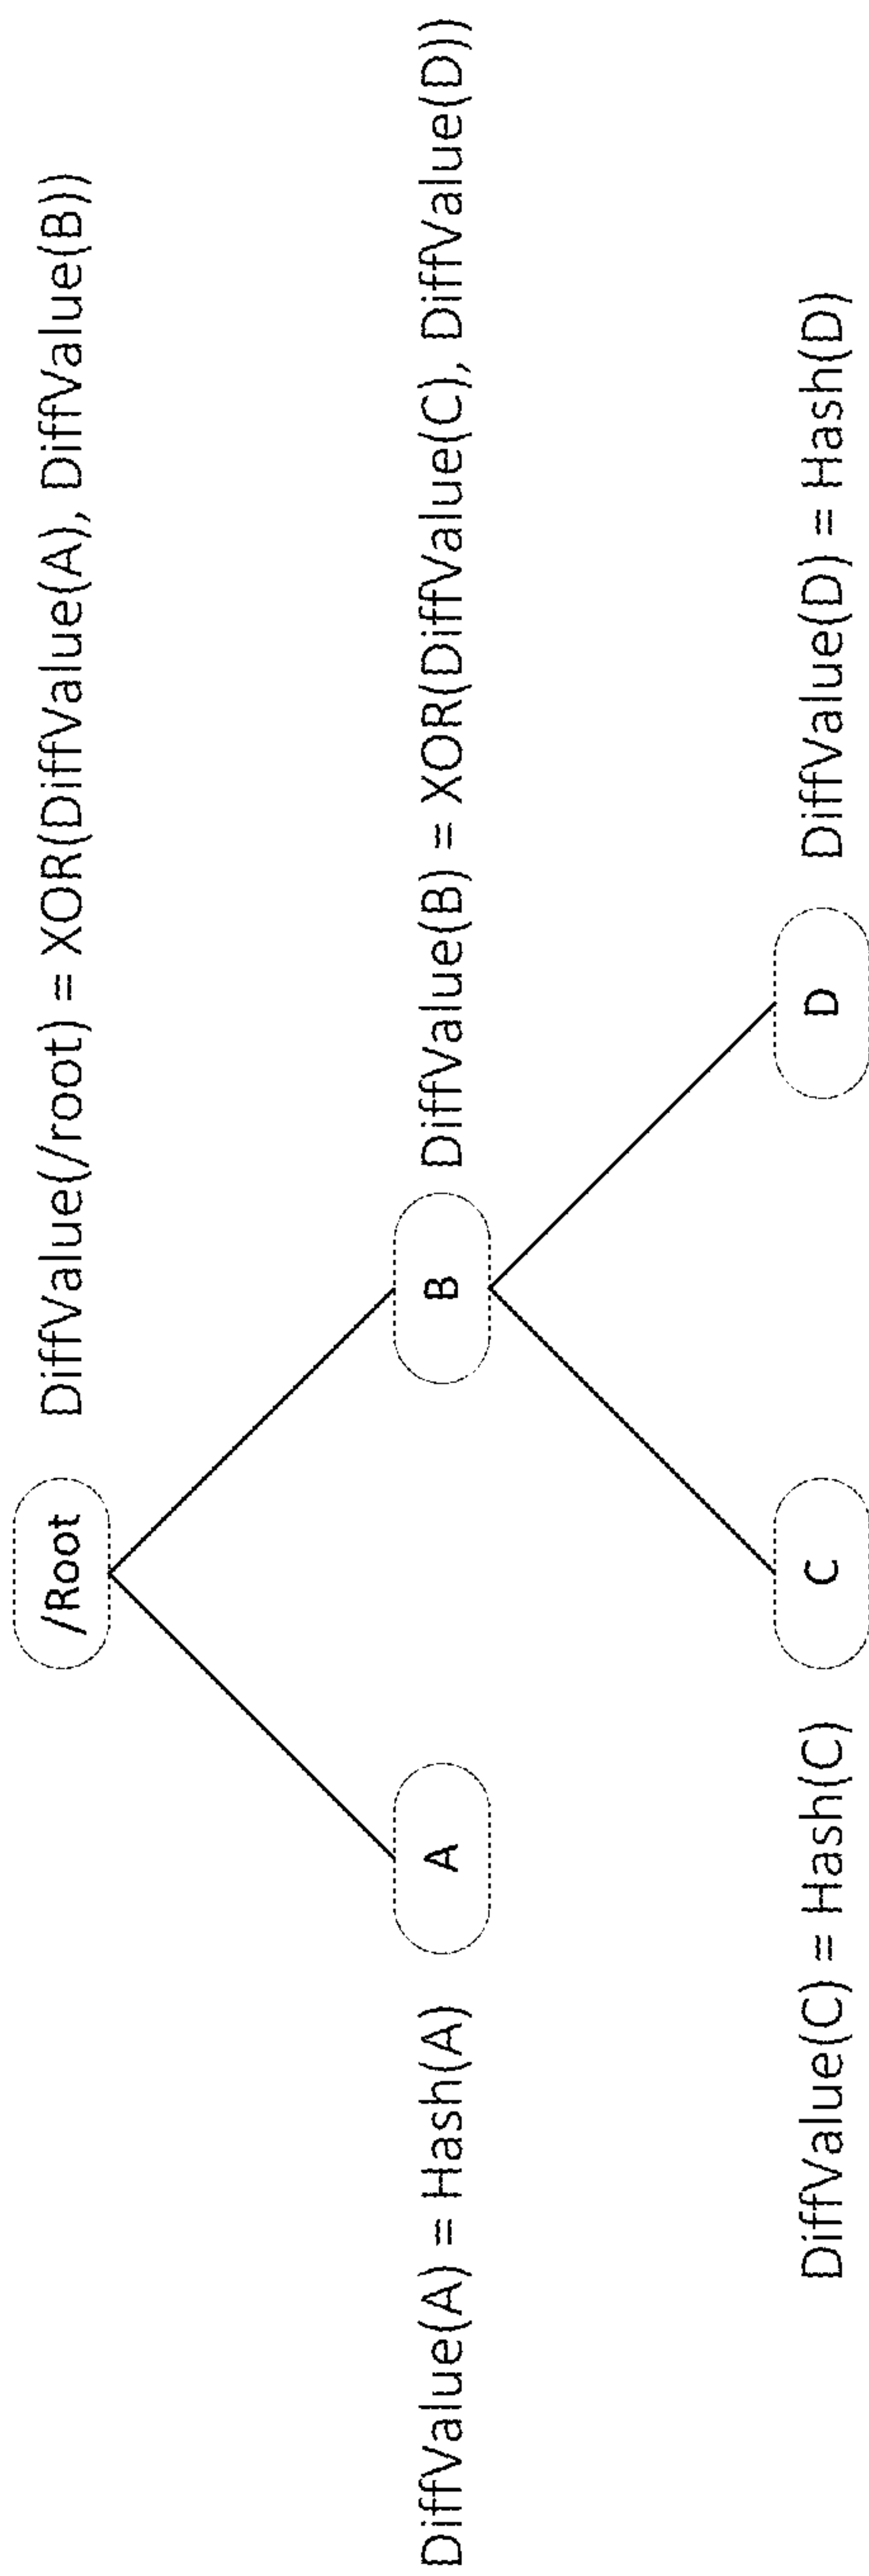 /Root DiffValue(/root) = XOR(DiffValue(A), DiffValue(B))
DiffValue(A) = Hash(A) A B DiffValue(B) = XOR(DiffValue(C), DiffValue(D))
DiffValue(C) = Hash(C) C D DiffValue(D) = Hash(D)